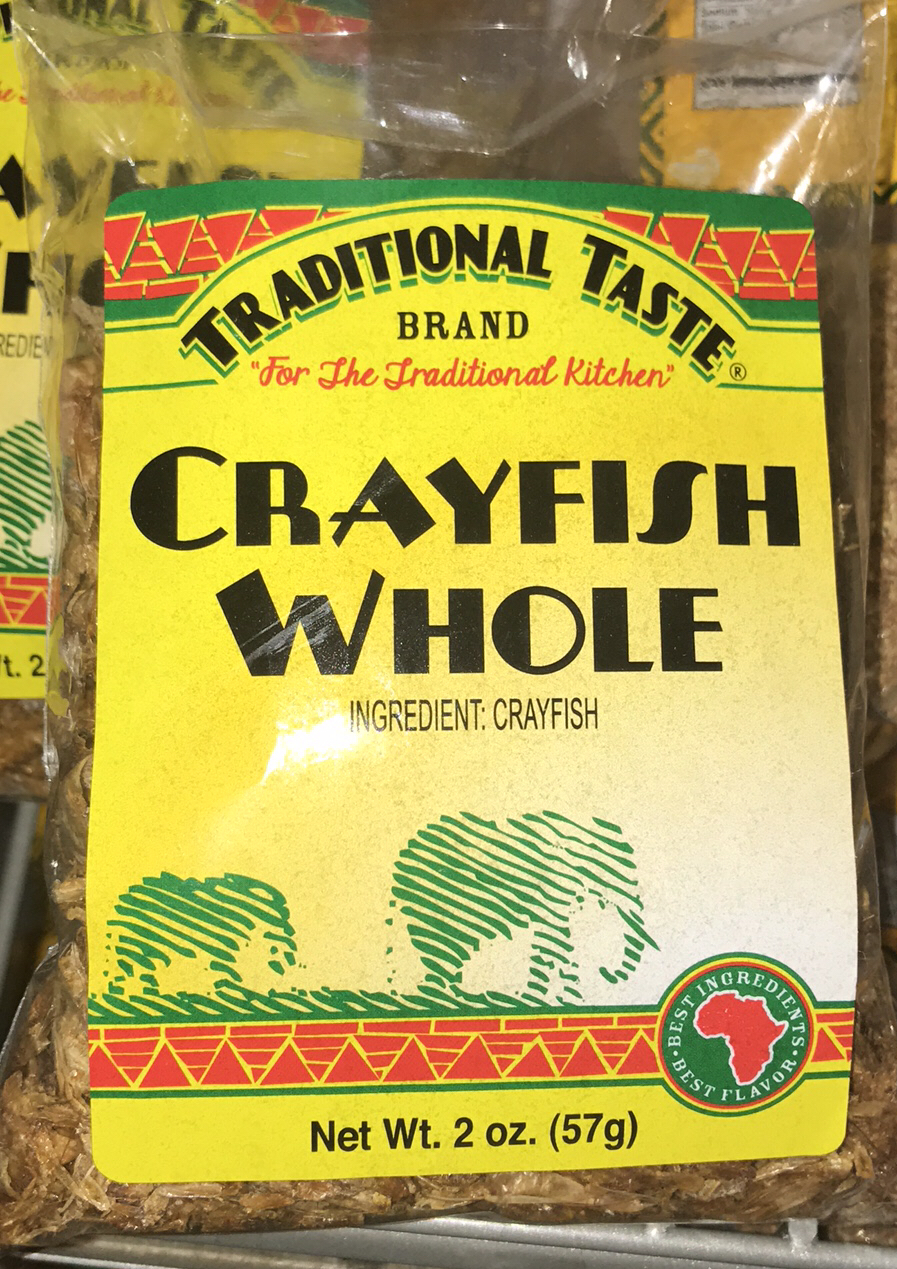 TRADITIONAL TASTE
BRAND
"For The Traditional Kitchen"
®
CRAYFISH
WHOLE
INGREDIENT: CRAYFISH
BEST INGREDIENTS
• BEST FLAVOR •
Net Wt. 2 oz. (57g)